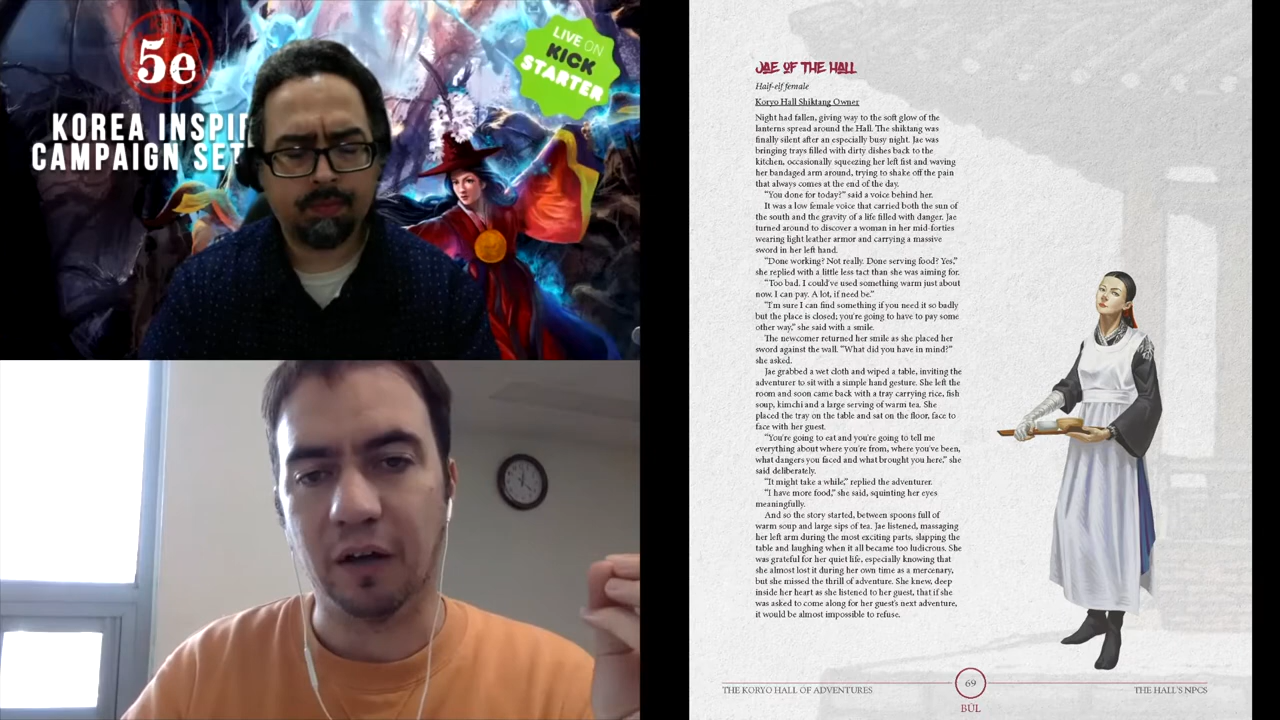 5e
KOREA INSPI
CAMPAIGN SET
LIVE ON
KICK
STARTER
JAE OF THE HALL
Half-elf female
Koryo Hall Shiktang Owner
Night had fallen, giving way to the soft glow of the
lanterns spread around the Hall. The shiktang was
finally silent after an especially busy night. Jae was
bringing trays filled with dirty dishes back to the
kitchen, occasionally squeezing her left fist and waving
her bandaged arm around, trying to shake off the pain
that always comes at the end of the day.
“You done for today?” said a voice behind her.
It was a low female voice that carried both the sun of
the south and the gravity of a life filled with danger. Jae
turned around to discover a woman in her mid-forties
wearing light leather armor and carrying a massive
sword in her left hand.
“Done working? Not really. Done serving food? Yes,”
she replied with a little less tact than she was aiming for.
“Too bad. I could've used something warm just about
now. I can pay. A lot, if need be.”
“I'm sure I can find something if you need it so badly
but the place is closed; you're going to have to pay some
other way,” she said with a smile.
The newcomer returned her smile as she placed her
sword against the wall. “What did you have in mind?”
she asked.
Jae grabbed a wet cloth and wiped a table, inviting the
adventurer to sit with a simple hand gesture. She left the
room and soon came back with a tray carrying rice, fish
soup, kimchi and a large serving of warm tea. She
placed the tray on the table and sat on the floor, face to
face with her guest.
“You're going to eat and you're going to tell me
everything about where you're from, where you've been,
what dangers you faced and what brought you here,” she
said deliberately.
“It might take a while,” replied the adventurer.
“I have more food,” she said, squinting her eyes
meaningfully.
And so the story started, between spoons full of
warm soup and large sips of tea. Jae listened, massaging
her left arm during the most exciting parts, slapping the
table and laughing when it all became too ludicrous. She
was grateful for her quiet life, especially knowing that
she almost lost it during her own time as a mercenary,
but she missed the thrill of adventure. She knew, deep
inside her heart as she listened to her guest, that if she
was asked to come along for her guest's next adventure,
it would be almost impossible to refuse.
THE KORYO HALL OF ADVENTURES
69
THE HALL'S NPCS
BŪL